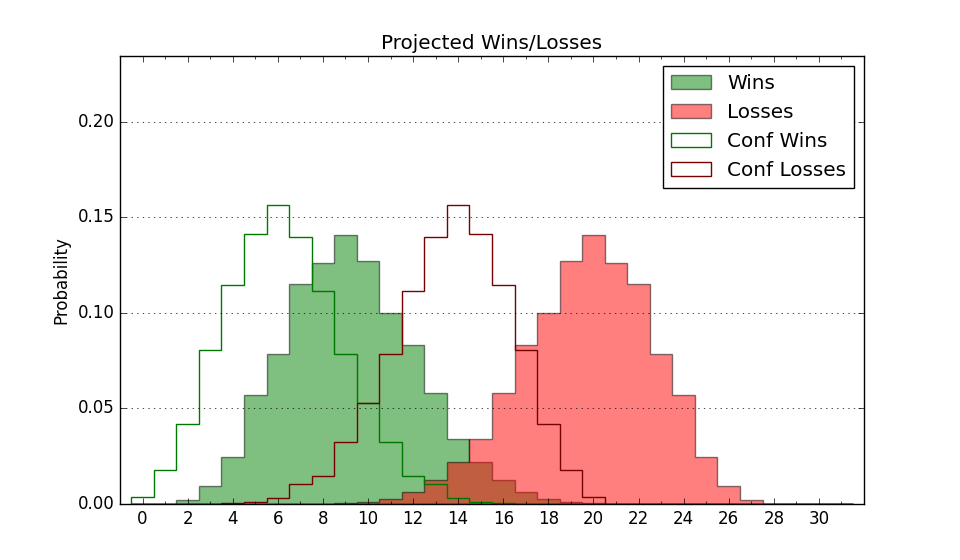 Projected Wins/Losses
Wins
Losses
Conf Wins
Conf Losses
Probability
0.20
0.15
0.10
0.05
0.00
0 2 4 6 8 10 12 14 16 18 20 22 24 26 28 30